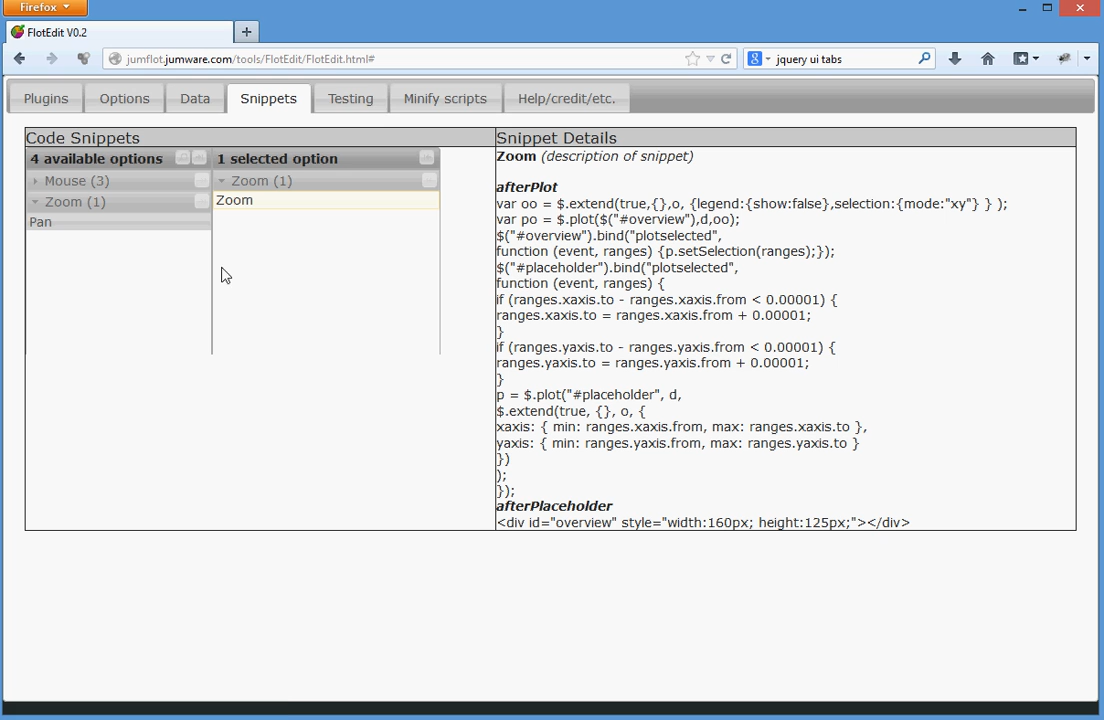 Firefox
FlotEdit V0.2
jumflot.jumware.com/tools/FlotEdit/FlotEdit.html#
jquery ui tabs
Plugins
Options
Data
Snippets
Testing
Minify scripts
Help/credit/etc.
Code Snippets
Snippet Details
4 available options
1 selected option
Mouse (3)
Zoom (1)
Zoom (1)
Zoom
Pan
Zoom (description of snippet)
afterPlot
var oo = $.extend(true,{},o, {legend:{show:false},selection:{mode:"xy"} } );
var po = $.plot($("#overview"),d,oo);
$("#overview").bind("plotselected",
function (event, ranges) {p.setSelection(ranges);});
$("#placeholder").bind("plotselected",
function (event, ranges) {
if (ranges.xaxis.to - ranges.xaxis.from < 0.00001) {
ranges.xaxis.to = ranges.xaxis.from + 0.00001;
}
if (ranges.yaxis.to - ranges.yaxis.from < 0.00001) {
ranges.yaxis.to = ranges.yaxis.from + 0.00001;
}
p = $.plot("#placeholder", d,
$.extend(true, {}, o, {
xaxis: { min: ranges.xaxis.from, max: ranges.xaxis.to },
yaxis: { min: ranges.yaxis.from, max: ranges.yaxis.to }
})
);
});
afterPlaceholder
<div id="overview" style="width:160px; height:125px;"></div>